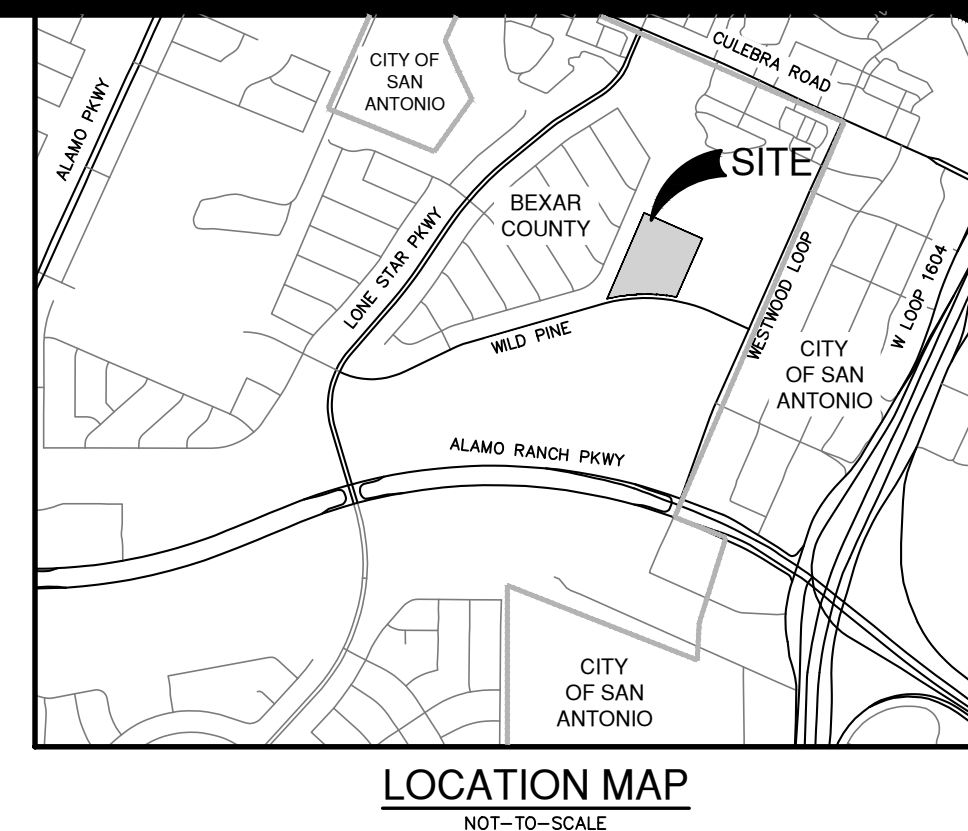 CULEBRA ROAD
CITY OF
SAN
ANTONIO
ALAMO PKWY
SITE
BEXAR
COUNTY
LONE STAR PKWY
WESTWOOD LOOP
W LOOP 1604
WILD PINE
CITY
OF SAN
ANTONIO
ALAMO RANCH PKWY
CITY
OF SAN
ANTONIO
LOCATION MAP
NOT-TO-SCALE